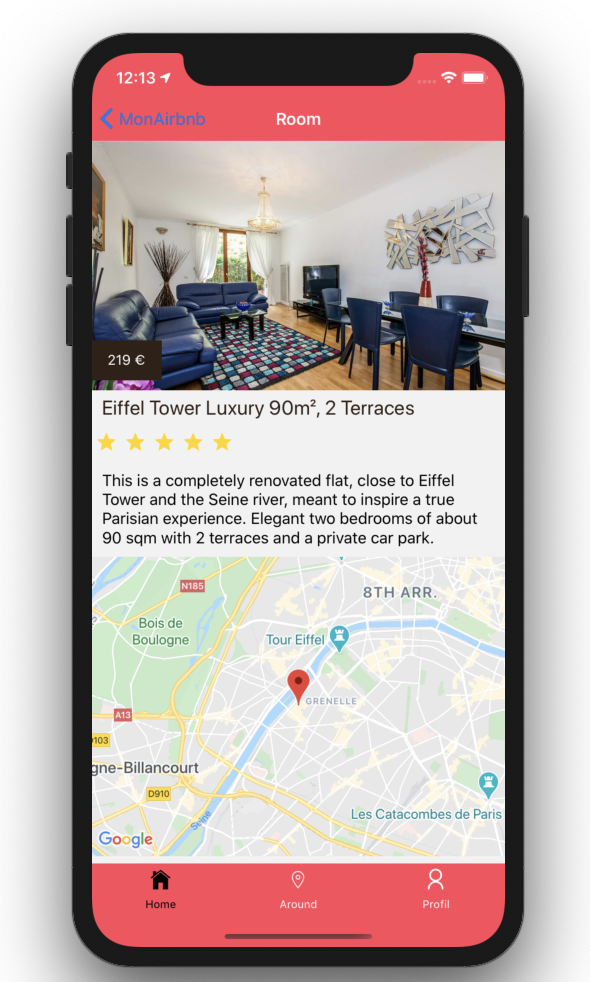 12:13
MonAirbnb
Room
219 €
Eiffel Tower Luxury 90m², 2 Terraces
This is a completely renovated flat, close to Eiffel
Tower and the Seine river, meant to inspire a true
Parisian experience. Elegant two bedrooms of about
90 sqm with 2 terraces and a private car park.
N185
8TH ARR.
Bois de
Boulogne
Tour Eiffel
GRENELLE
A13
0103
gne-Billancourt
D910
Les Catacombes de Paris
Seine
Google
Home
Around
Profil